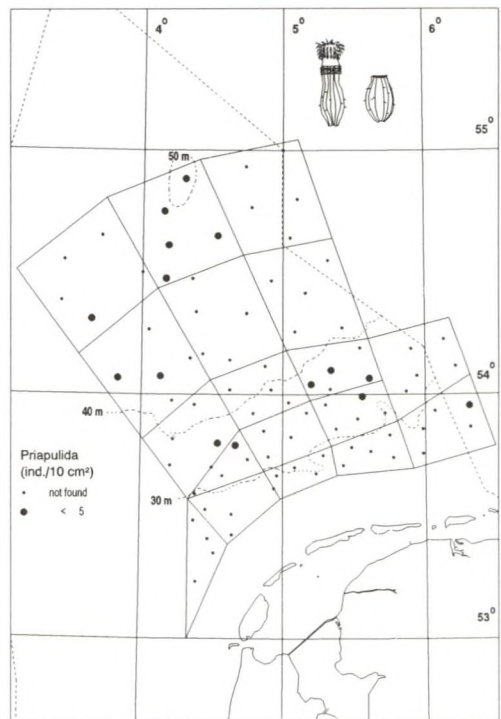 4°
5°
6°
55°
50 m
54°
40 m
Priapulida
(ind./10 cm²)
not found
< 5
30 m
53°